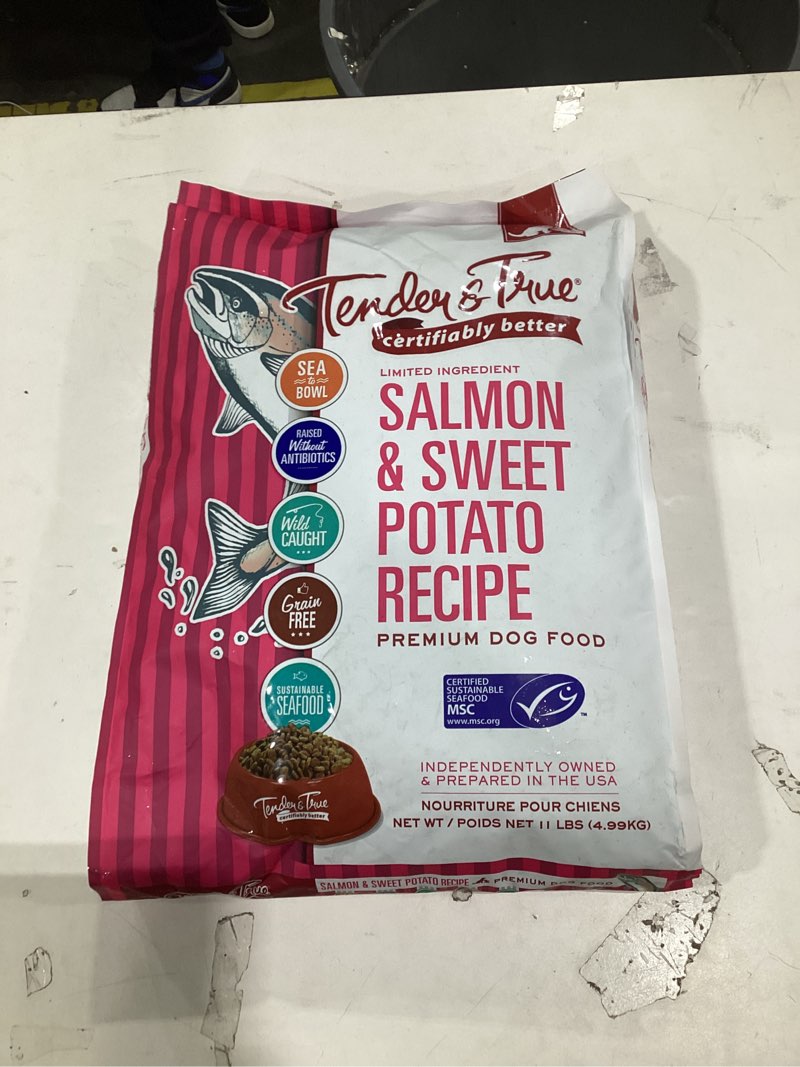 Tender & True®
certifiably better
LIMITED INGREDIENT
SALMON
& SWEET
POTATO
RECIPE
PREMIUM DOG FOOD
SEA
to
BOWL
RAISED
Without
ANTIBIOTICS
Wild
CAUGHT
Grain
FREE
SUSTAINABLE
SEAFOOD
CERTIFIED
SUSTAINABLE
SEAFOOD
MSC
www.msc.org
TM
Tender & True
certifiably better
INDEPENDENTLY OWNED
& PREPARED IN THE USA
NOURRITURE POUR CHIENS
NET WT / POIDS NET 11 LBS (4.99KG)
SALMON & SWEET POTATO RECIPE PREMIUM DOG FOOD